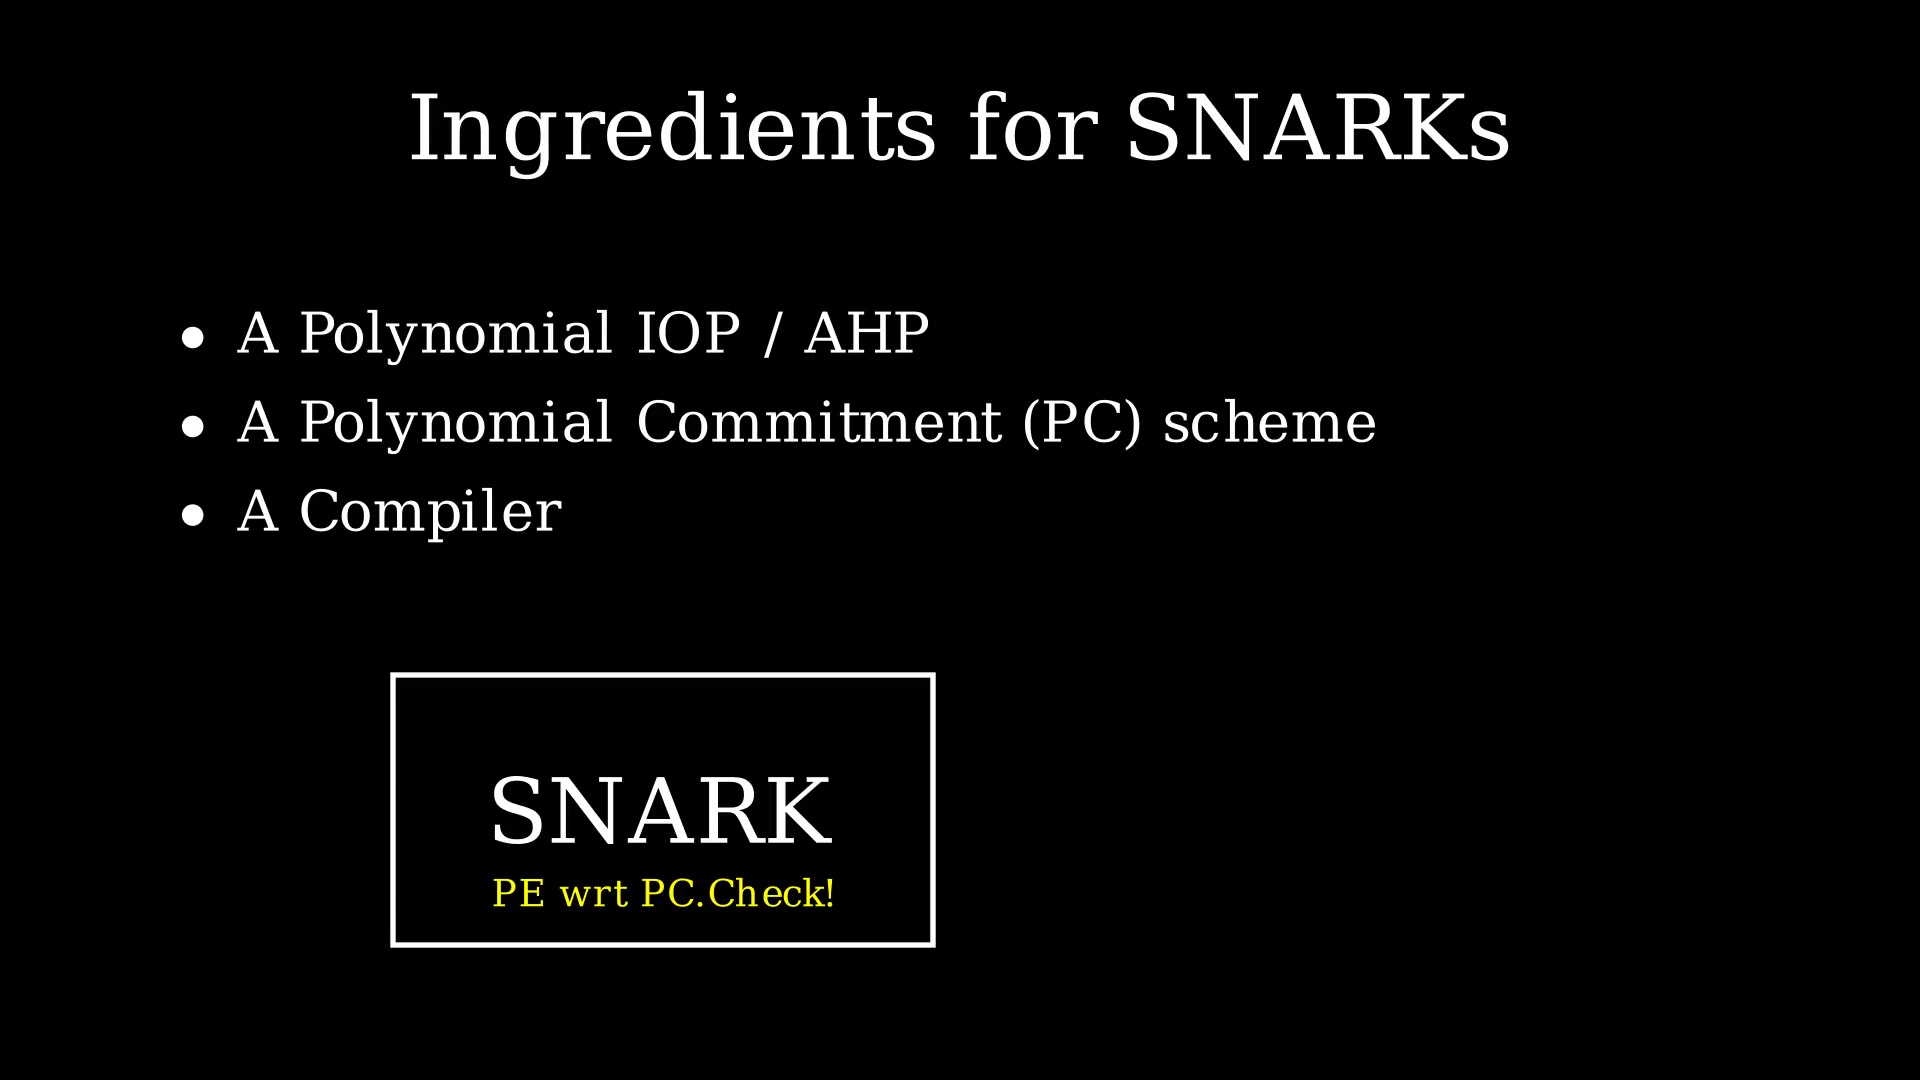 Ingredients for SNARKs
• A Polynomial IOP / AHP
• A Polynomial Commitment (PC) scheme
• A Compiler
SNARK
PE wrt PC.Check!